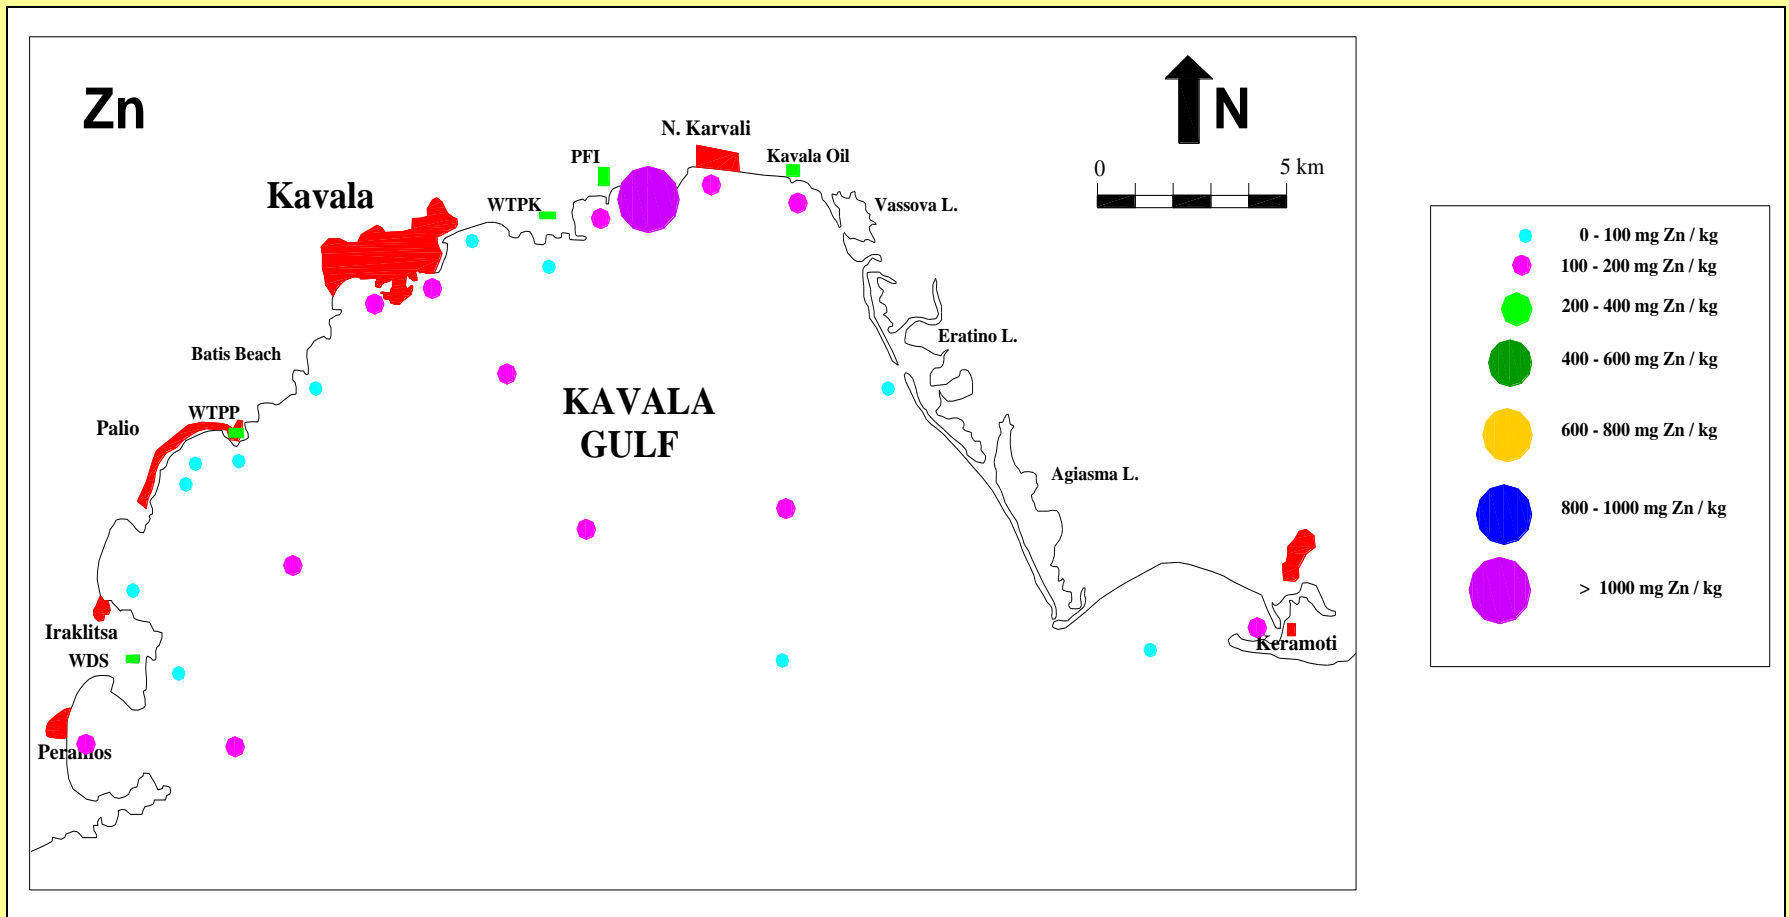 Zn
N
N. Karvali
PFI
Kavala Oil
0
5 km
Kavala
WTPK
Vassova L.
Batis Beach
Eratino L.
KAVALA
GULF
WTPP
Palio
Agiasma L.
Iraklitsa
WDS
Keramoti
Peramos
0 - 100 mg Zn / kg
100 - 200 mg Zn / kg
200 - 400 mg Zn / kg
400 - 600 mg Zn / kg
600 - 800 mg Zn / kg
800 - 1000 mg Zn / kg
> 1000 mg Zn / kg